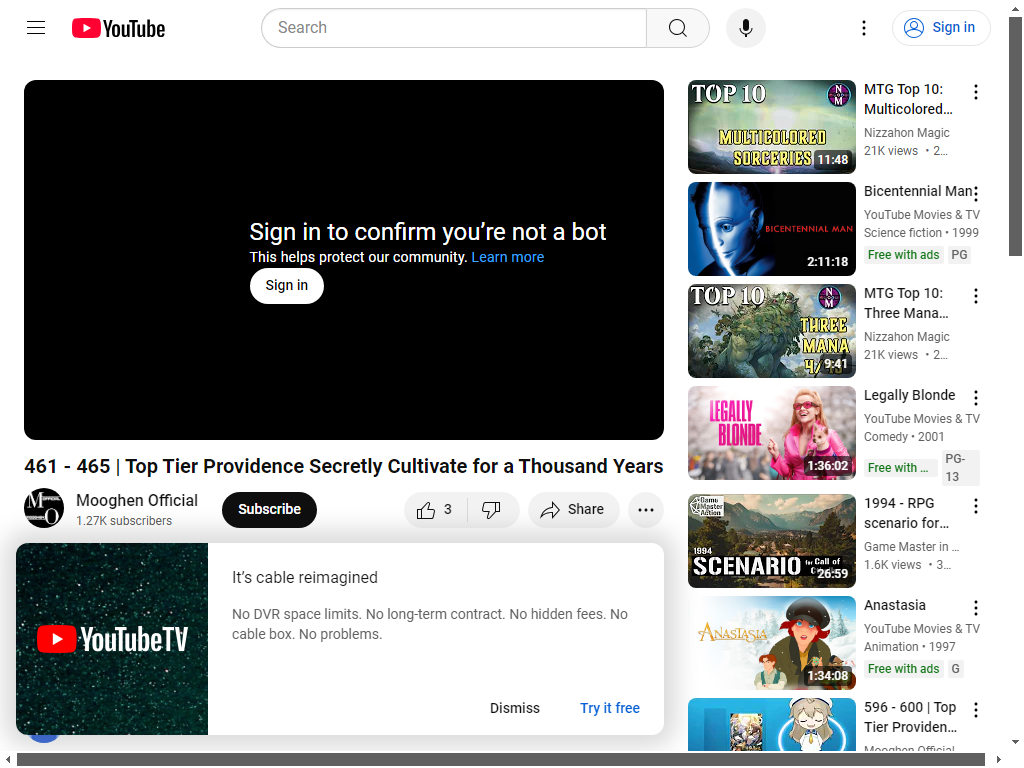 YouTube
Search
Sign in
Sign in to confirm you're not a bot
This helps protect our community. Learn more
Sign in
461 - 465 | Top Tier Providence Secretly Cultivate for a Thousand Years
Mooghen Official
1.27K subscribers
Subscribe
3
Share
YouTubeTV
It's cable reimagined
No DVR space limits. No long-term contract. No hidden fees. No
cable box. No problems.
Dismiss
Try it free
TOP 10
N
M
MULTICOLORED
SORCERIES
11:48
MTG Top 10:
Multicolored…
Nizzahon Magic
21K views • 2…
BICENTENNIAL MAN
2:11:18
Bicentennial Man
YouTube Movies & TV
Science fiction • 1999
Free with ads
PG
TOP 10
N
M
THREE
MANA
4/
9:41
MTG Top 10:
Three Mana…
Nizzahon Magic
21K views • 2…
LEGALLY
BLONDE
1:36:02
Legally Blonde
YouTube Movies & TV
Comedy • 2001
Free with …
PG-
13
Game
Master
Action
1994
SCENARIO for Call of
26:59
1994 - RPG
scenario for…
Game Master in …
1.6K views • 3…
ANASTASIA
1:34:08
Anastasia
YouTube Movies & TV
Animation • 1997
Free with ads
G
596 - 600 | Top
Tier Providen…
Mooghen Official